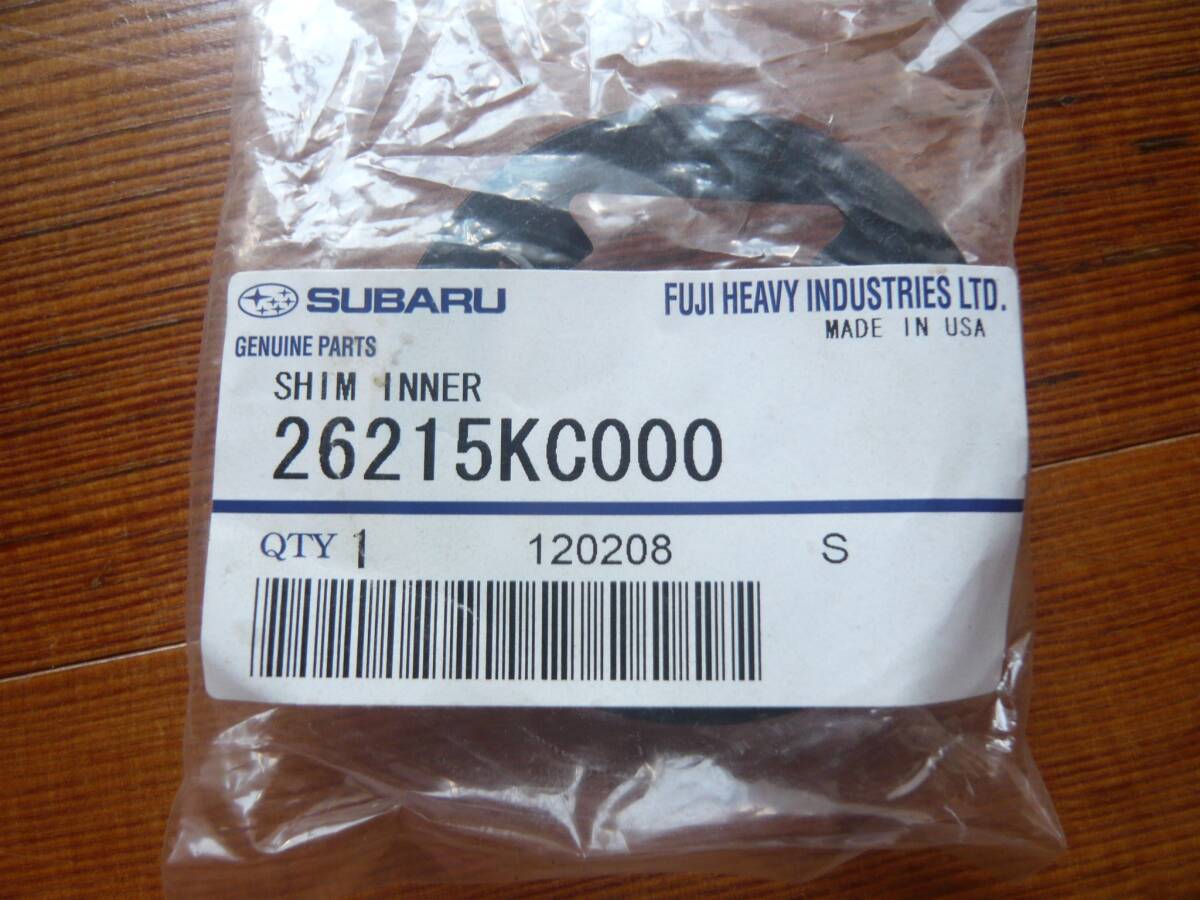 SUBARU
FUJI HEAVY INDUSTRIES LTD.
MADE IN USA
GENUINE PARTS
SHIM INNER
26215KC000
QTY 1 120208 S